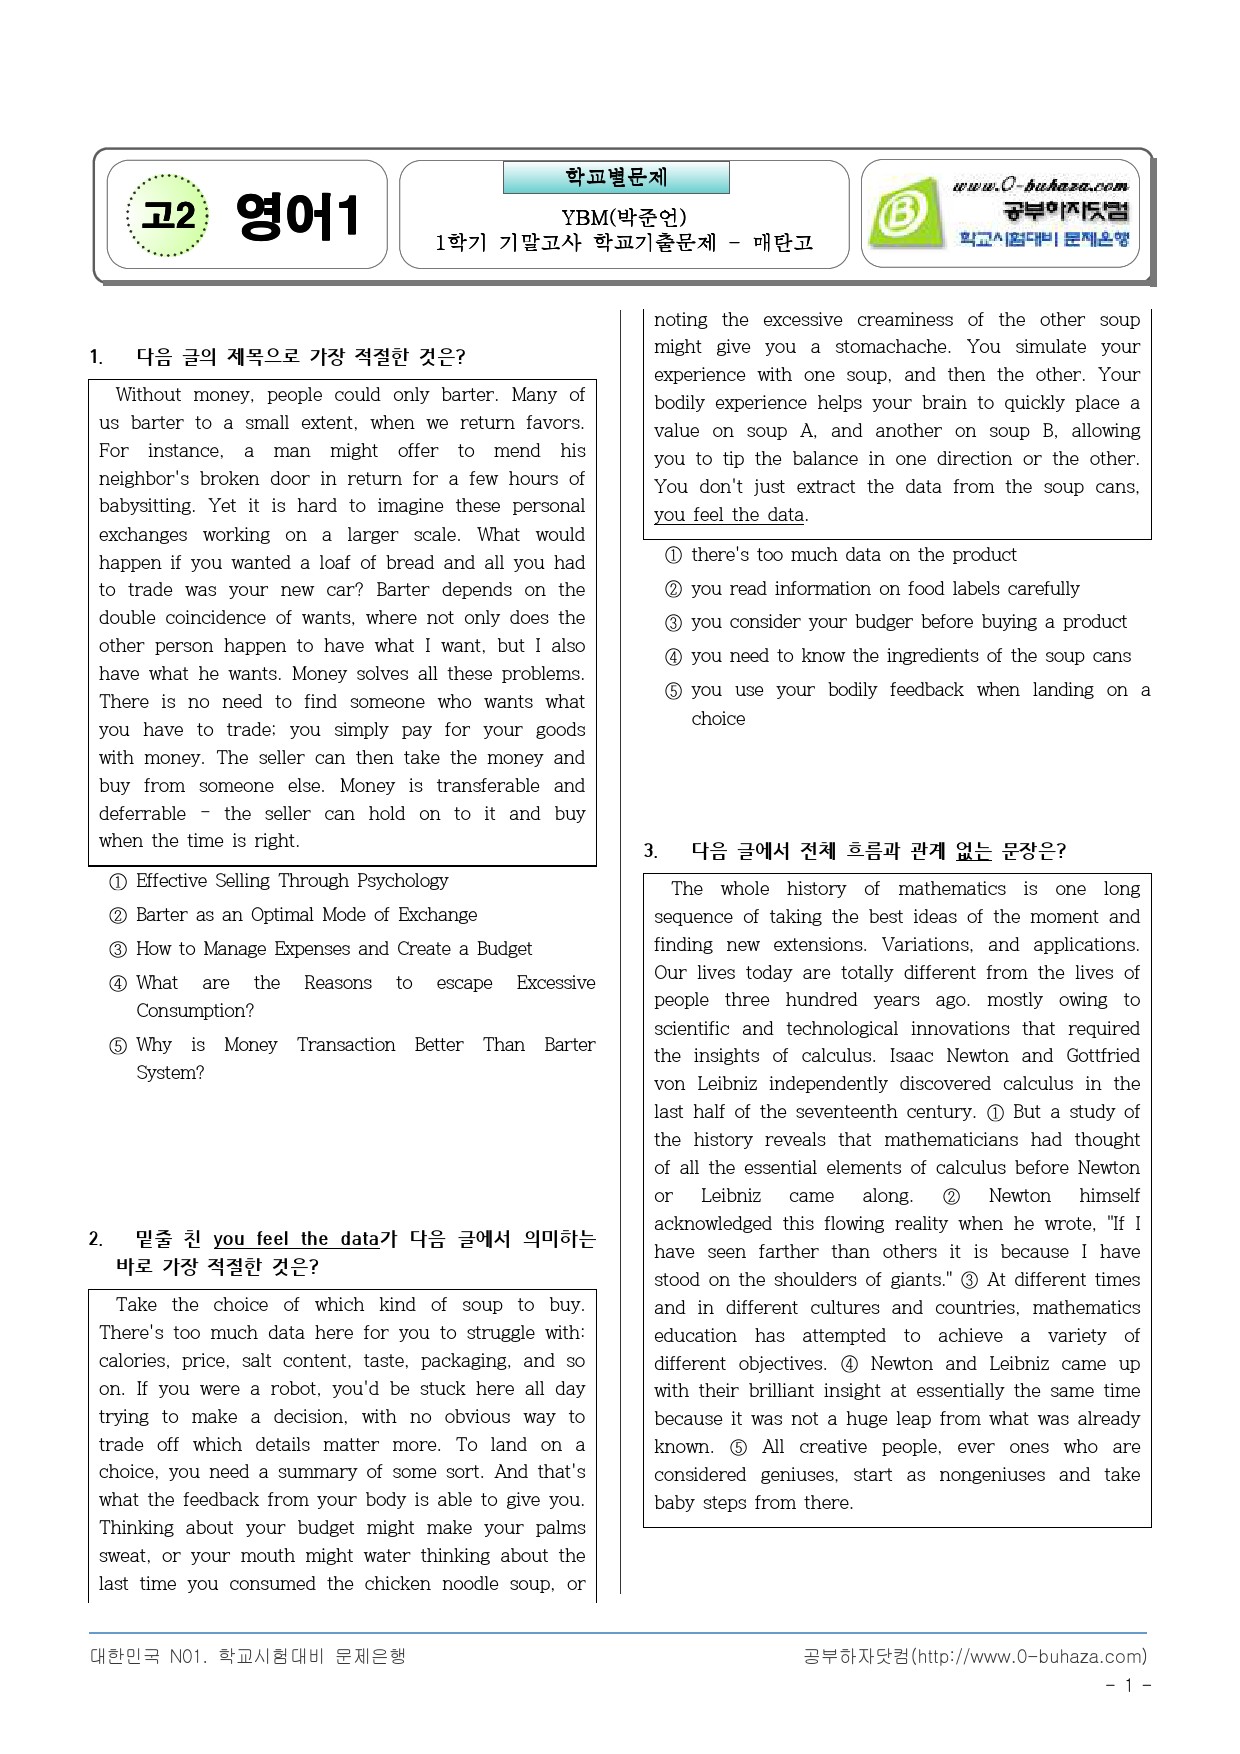 고2 영어1
학교별문제
YBM(박준언)
1학기 기말고사 학교기출문제 - 매탄고
www.0-buhaza.com
공부하자닷컴
학교시험대비 문제은행
1. 다음 글의 제목으로 가장 적절한 것은?
Without money, people could only barter. Many of
us barter to a small extent, when we return favors.
For instance, a man might offer to mend his
neighbor's broken door in return for a few hours of
babysitting. Yet it is hard to imagine these personal
exchanges working on a larger scale. What would
happen if you wanted a loaf of bread and all you had
to trade was your new car? Barter depends on the
double coincidence of wants, where not only does the
other person happen to have what I want, but I also
have what he wants. Money solves all these problems.
There is no need to find someone who wants what
you have to trade; you simply pay for your goods
with money. The seller can then take the money and
buy from someone else. Money is transferable and
deferrable - the seller can hold on to it and buy
when the time is right.
① Effective Selling Through Psychology
② Barter as an Optimal Mode of Exchange
③ How to Manage Expenses and Create a Budget
④ What are the Reasons to escape Excessive
Consumption?
⑤ Why is Money Transaction Better Than Barter
System?
2. 밑줄 친 you feel the data가 다음 글에서 의미하는
바로 가장 적절한 것은?
Take the choice of which kind of soup to buy.
There's too much data here for you to struggle with:
calories, price, salt content, taste, packaging, and so
on. If you were a robot, you'd be stuck here all day
trying to make a decision, with no obvious way to
trade off which details matter more. To land on a
choice, you need a summary of some sort. And that's
what the feedback from your body is able to give you.
Thinking about your budget might make your palms
sweat, or your mouth might water thinking about the
last time you consumed the chicken noodle soup, or
noting the excessive creaminess of the other soup
might give you a stomachache. You simulate your
experience with one soup, and then the other. Your
bodily experience helps your brain to quickly place a
value on soup A, and another on soup B, allowing
you to tip the balance in one direction or the other.
You don't just extract the data from the soup cans,
you feel the data.
① there's too much data on the product
② you read information on food labels carefully
③ you consider your budger before buying a product
④ you need to know the ingredients of the soup cans
⑤ you use your bodily feedback when landing on a
choice
3. 다음 글에서 전체 흐름과 관계 없는 문장은?
The whole history of mathematics is one long
sequence of taking the best ideas of the moment and
finding new extensions. Variations, and applications.
Our lives today are totally different from the lives of
people three hundred years ago. mostly owing to
scientific and technological innovations that required
the insights of calculus. Isaac Newton and Gottfried
von Leibniz independently discovered calculus in the
last half of the seventeenth century. ① But a study of
the history reveals that mathematicians had thought
of all the essential elements of calculus before Newton
or Leibniz came along. ② Newton himself
acknowledged this flowing reality when he wrote, "If I
have seen farther than others it is because I have
stood on the shoulders of giants." ③ At different times
and in different cultures and countries, mathematics
education has attempted to achieve a variety of
different objectives. ④ Newton and Leibniz came up
with their brilliant insight at essentially the same time
because it was not a huge leap from what was already
known. ⑤ All creative people, ever ones who are
considered geniuses, start as nongeniuses and take
baby steps from there.
대한민국 N01. 학교시험대비 문제은행
공부하자닷컴(http://www.0-buhaza.com)
- 1 -